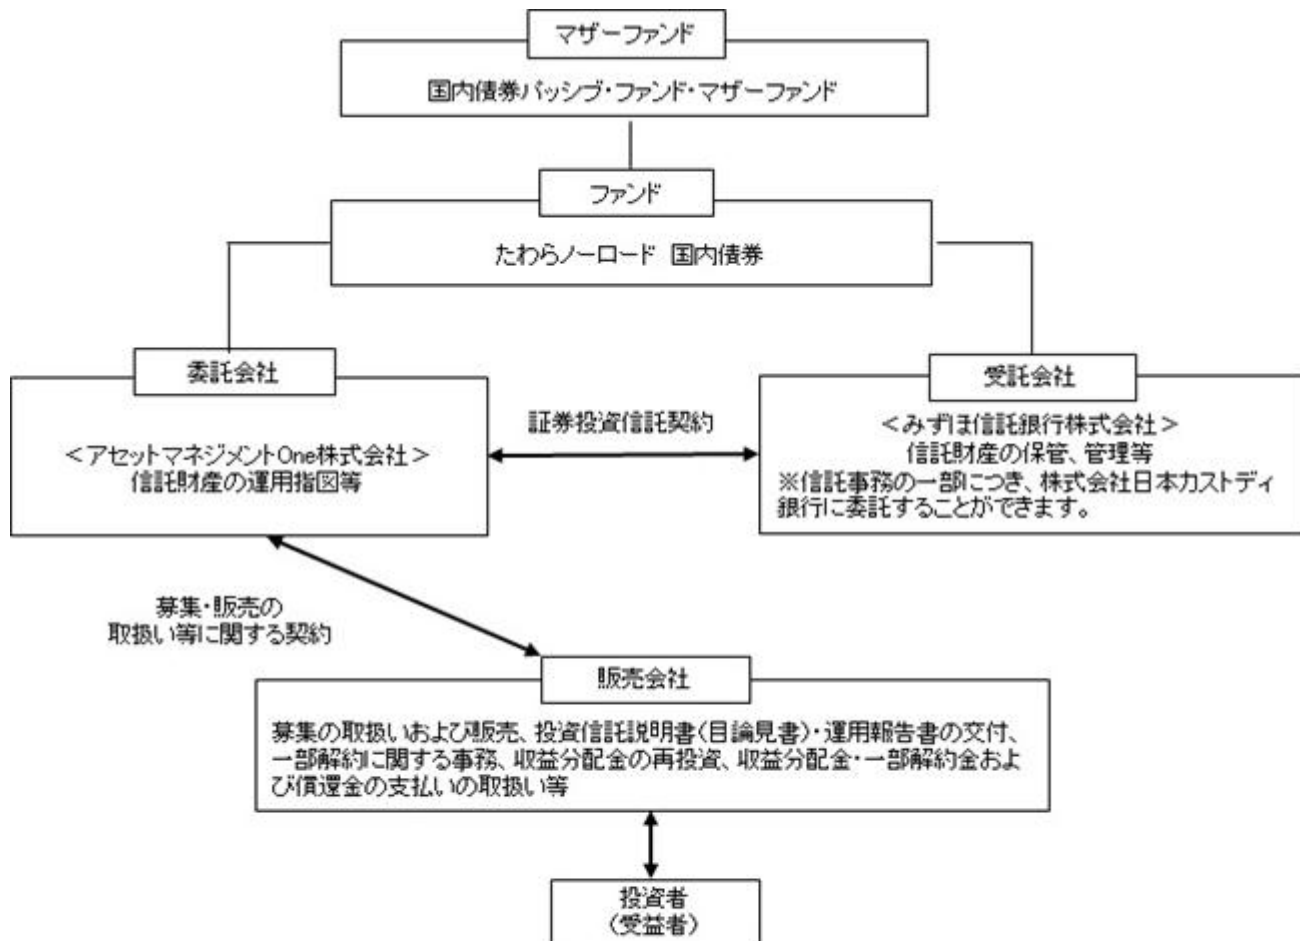 マザーファンド
国内債券パッシブ・ファンド・マザーファンド
ファンド
たわらノーロード 国内債券
委託会社
＜アセットマネジメントOne株式会社＞
信託財産の運用指図等
証券投資信託契約
受託会社
＜みずほ信託銀行株式会社＞
信託財産の保管、管理等
※信託事務の一部につき、株式会社日本カストディ
銀行に委託することができます。
募集・販売の
取扱い等に関する契約
販売会社
募集の取扱いおよび販売、投資信託説明書（目論見書）・運用報告書の交付、
一部解約に関する事務、収益分配金の再投資、収益分配金・一部解約金およ
び償還金の支払いの取扱い等
投資者
（受益者）